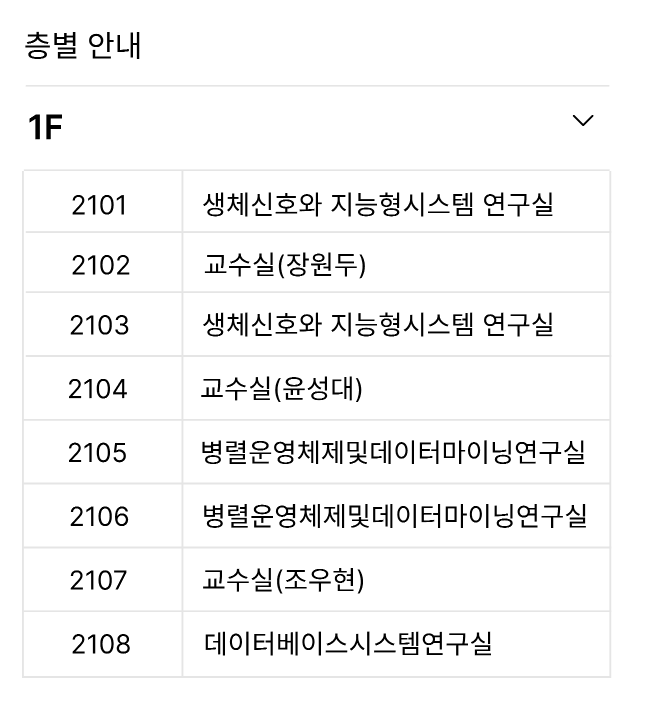 층별 안내
1F
2101 생체신호와 지능형시스템 연구실
2102 교수실(장원두)
2103 생체신호와 지능형시스템 연구실
2104 교수실(윤성대)
2105 병렬운영체제및데이터마이닝연구실
2106 병렬운영체제및데이터마이닝연구실
2107 교수실(조우현)
2108 데이터베이스시스템연구실